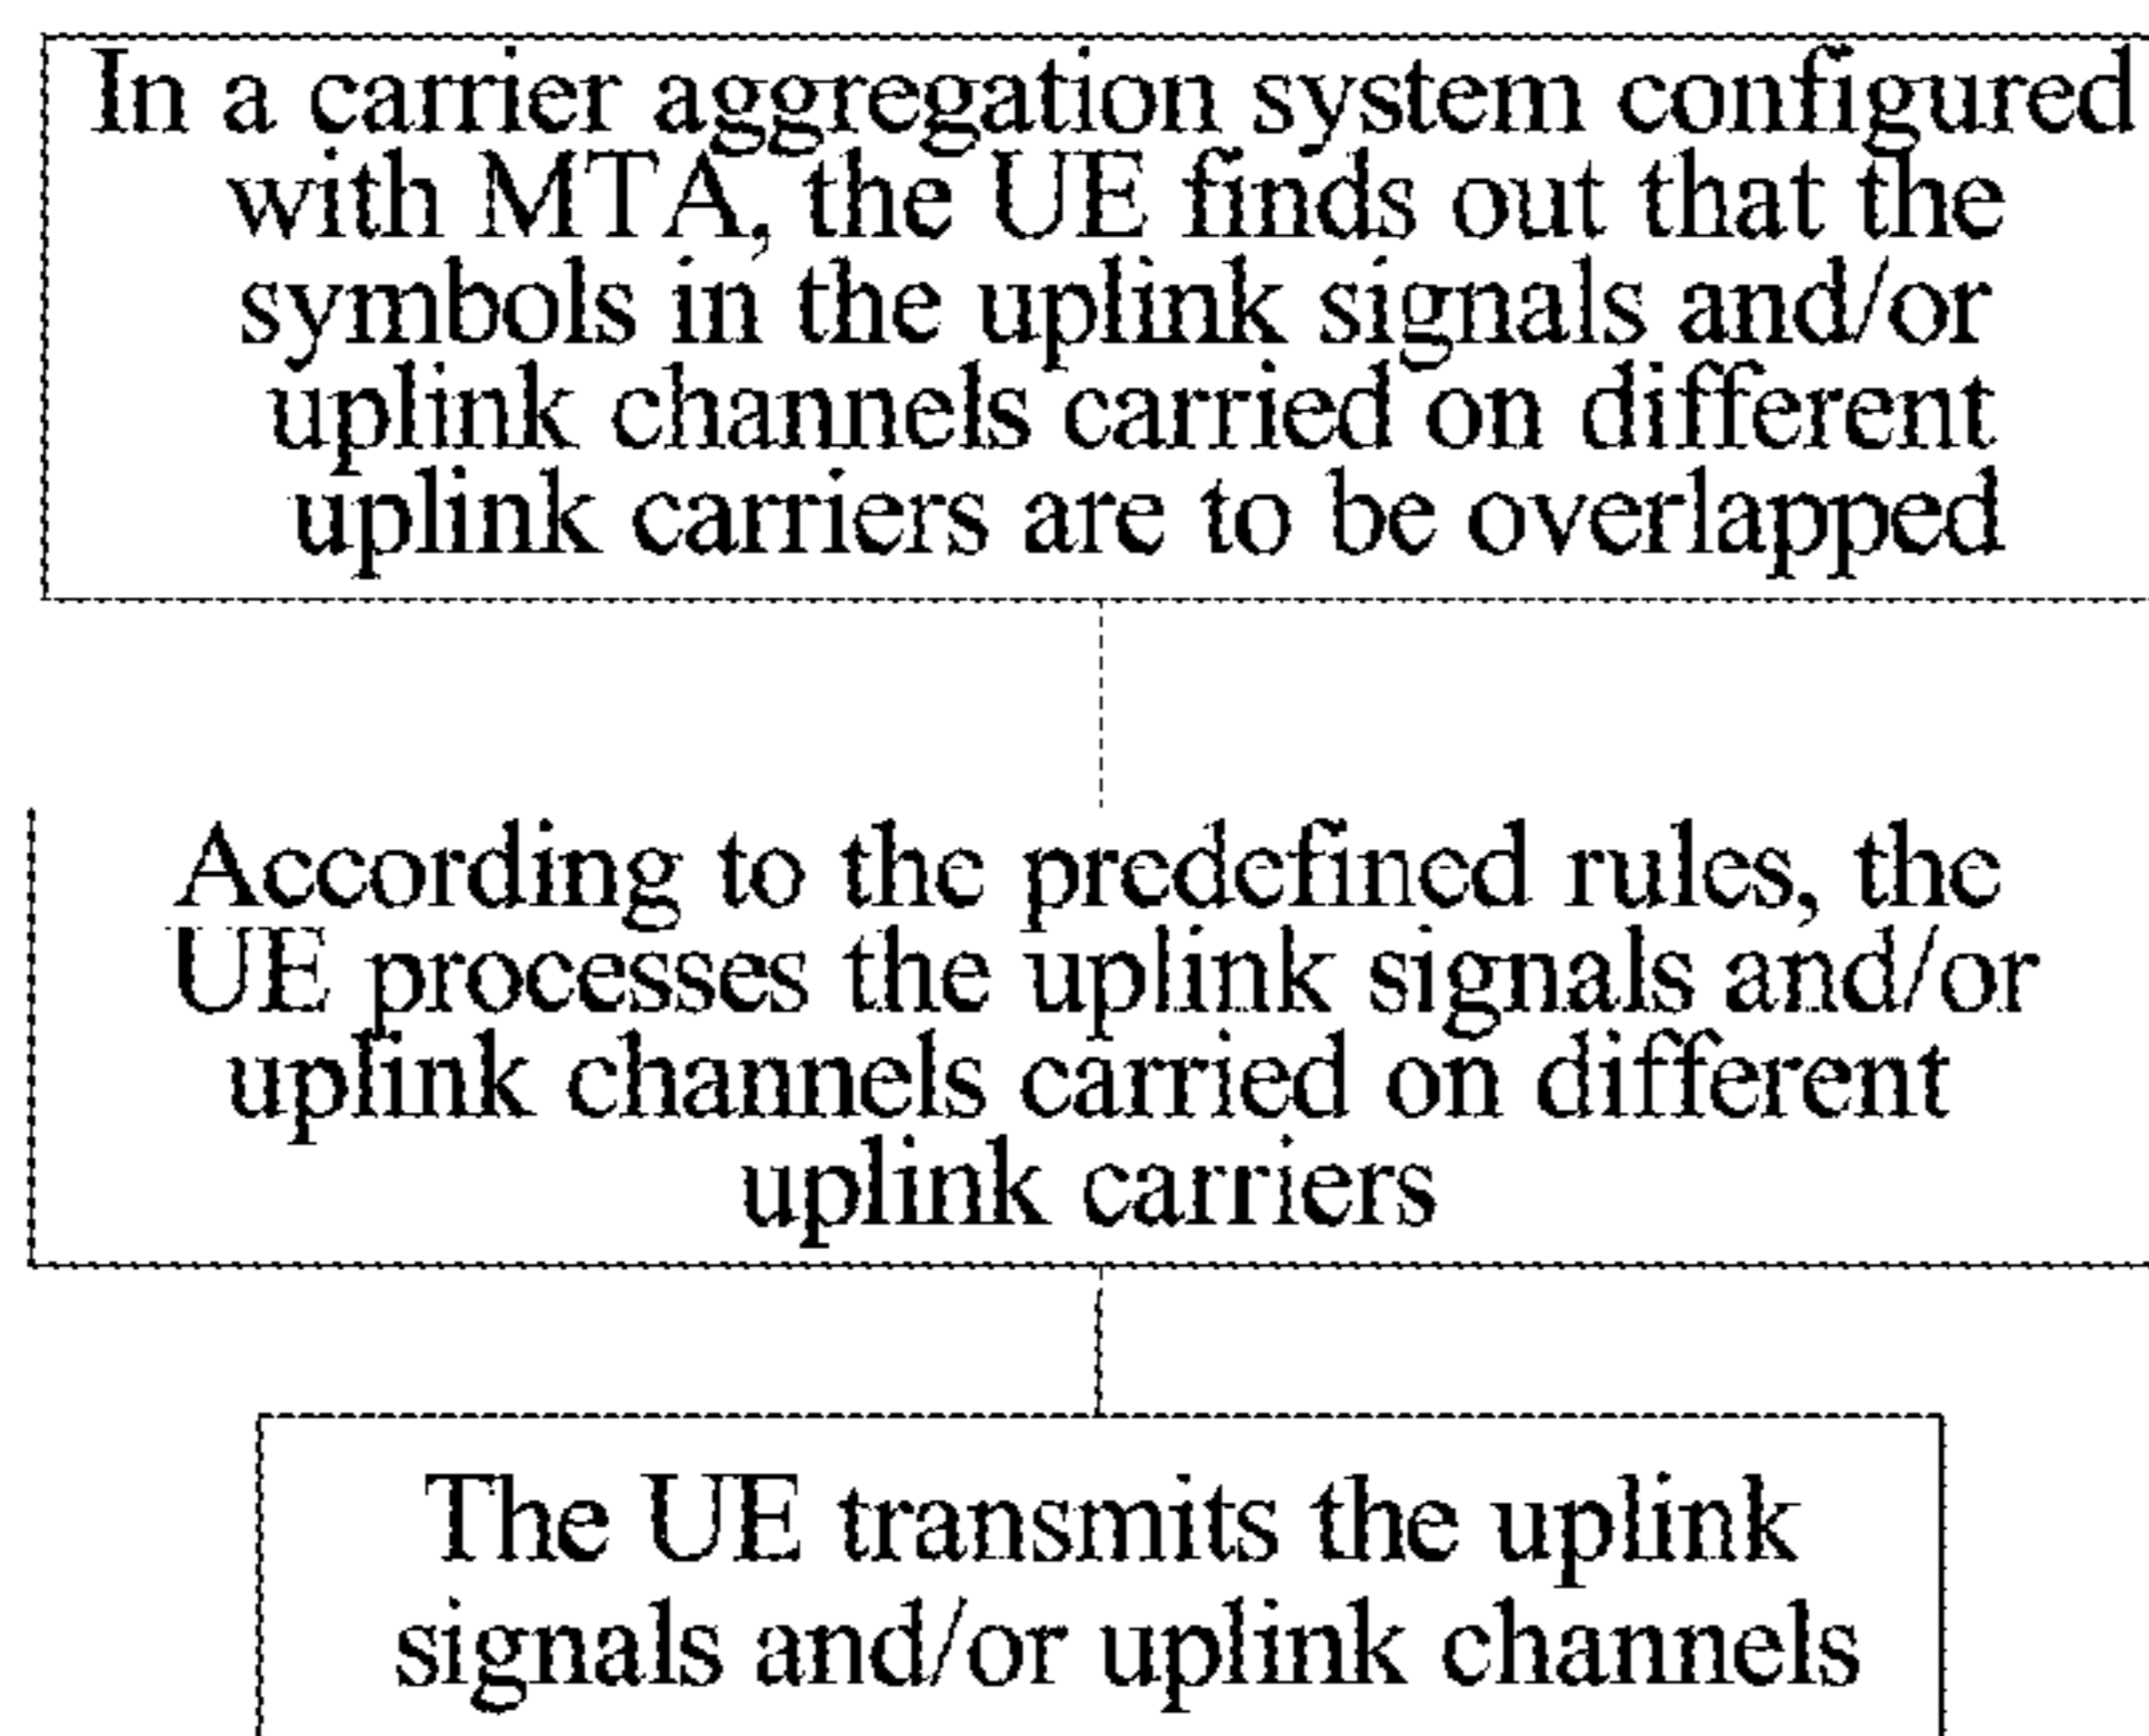 In a carrier aggregation system configured
with MTA, the UE finds out that the
symbols in the uplink signals and/or
uplink channels carried on different
uplink carriers are to be overlapped
According to the predefined rules, the
UE processes the uplink signals and/or
uplink channels carried on different
uplink carriers
The UE transmits the uplink
signals and/or uplink channels